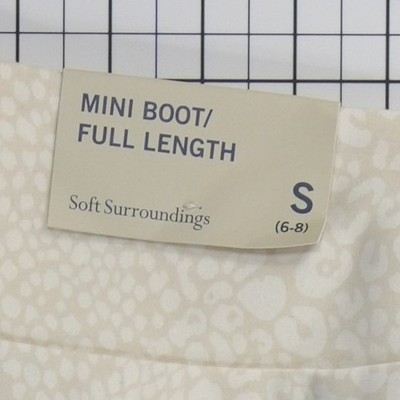 MINI BOOT/
FULL LENGTH
Soft Surroundings
S
(6-8)